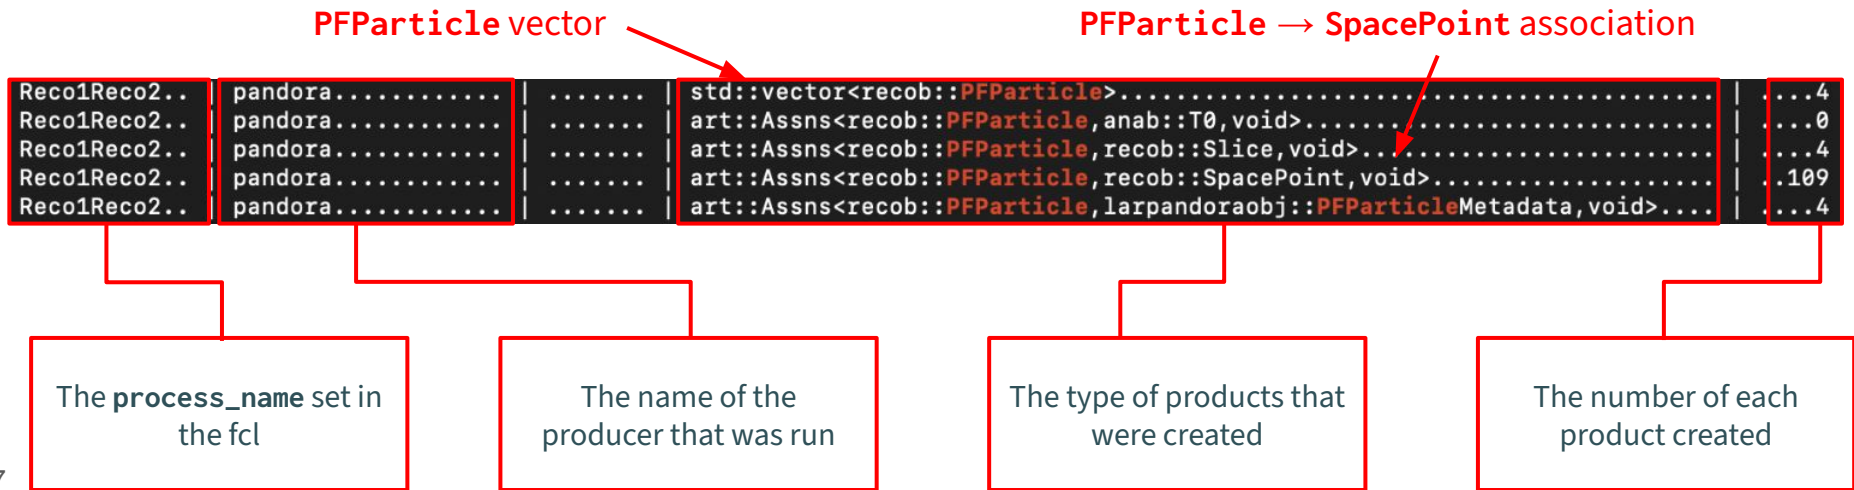 PFParticle vector
PFParticle → SpacePoint association
Reco1Reco2.. | pandora............ | ....... | std::vector<recob::PFParticle>.......................................... | ....4
Reco1Reco2.. | pandora............ | ....... | art::Assns<recob::PFParticle,anab::T0,void>............................. | ....0
Reco1Reco2.. | pandora............ | ....... | art::Assns<recob::PFParticle,recob::Slice,void>......................... | ....4
Reco1Reco2.. | pandora............ | ....... | art::Assns<recob::PFParticle,recob::SpacePoint,void>.................... | ..109
Reco1Reco2.. | pandora............ | ....... | art::Assns<recob::PFParticle,larpandoraobj::PFParticleMetadata,void>.... | ....4
The process_name set in
the fcl
The name of the
producer that was run
The type of products that
were created
The number of each
product created